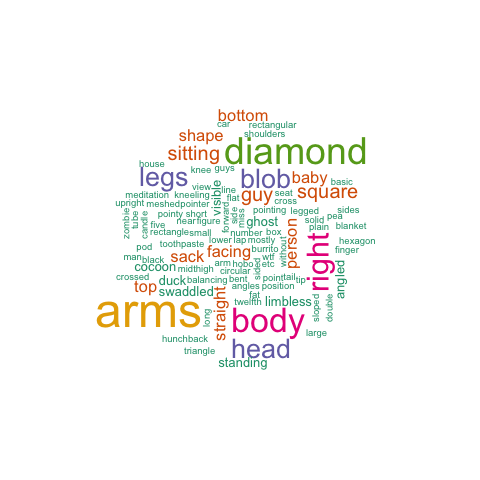 bottom
car
rectangular
shape
shoulders
sitting
diamond
house
knee
guys
legs
blob
baby
basic
view
line
seat
meditation
kneeling
visible
flat
guy
square
cross
upright
meshedpointer
zombie
tube
candle
pointy
short
forward
side
miss
pointing
legged
sides
near
figure
ghost
solid
pea
five
plain
blanket
rectangle
small
number
box
person
right
hexagon
toothpaste
lower
lap
mostly
without
finger
pod
facing
burrito
man
black
sack
arm
hobo
wtf
etc
cocoon
midthigh
circular
sided
angled
crossed
balancing
bent
point
tail
tip
top
duck
swaddled
angles
position
fat
limbless
arms
long
straight
twelfth
body
sloped
double
large
hunchback
head
triangle
standing